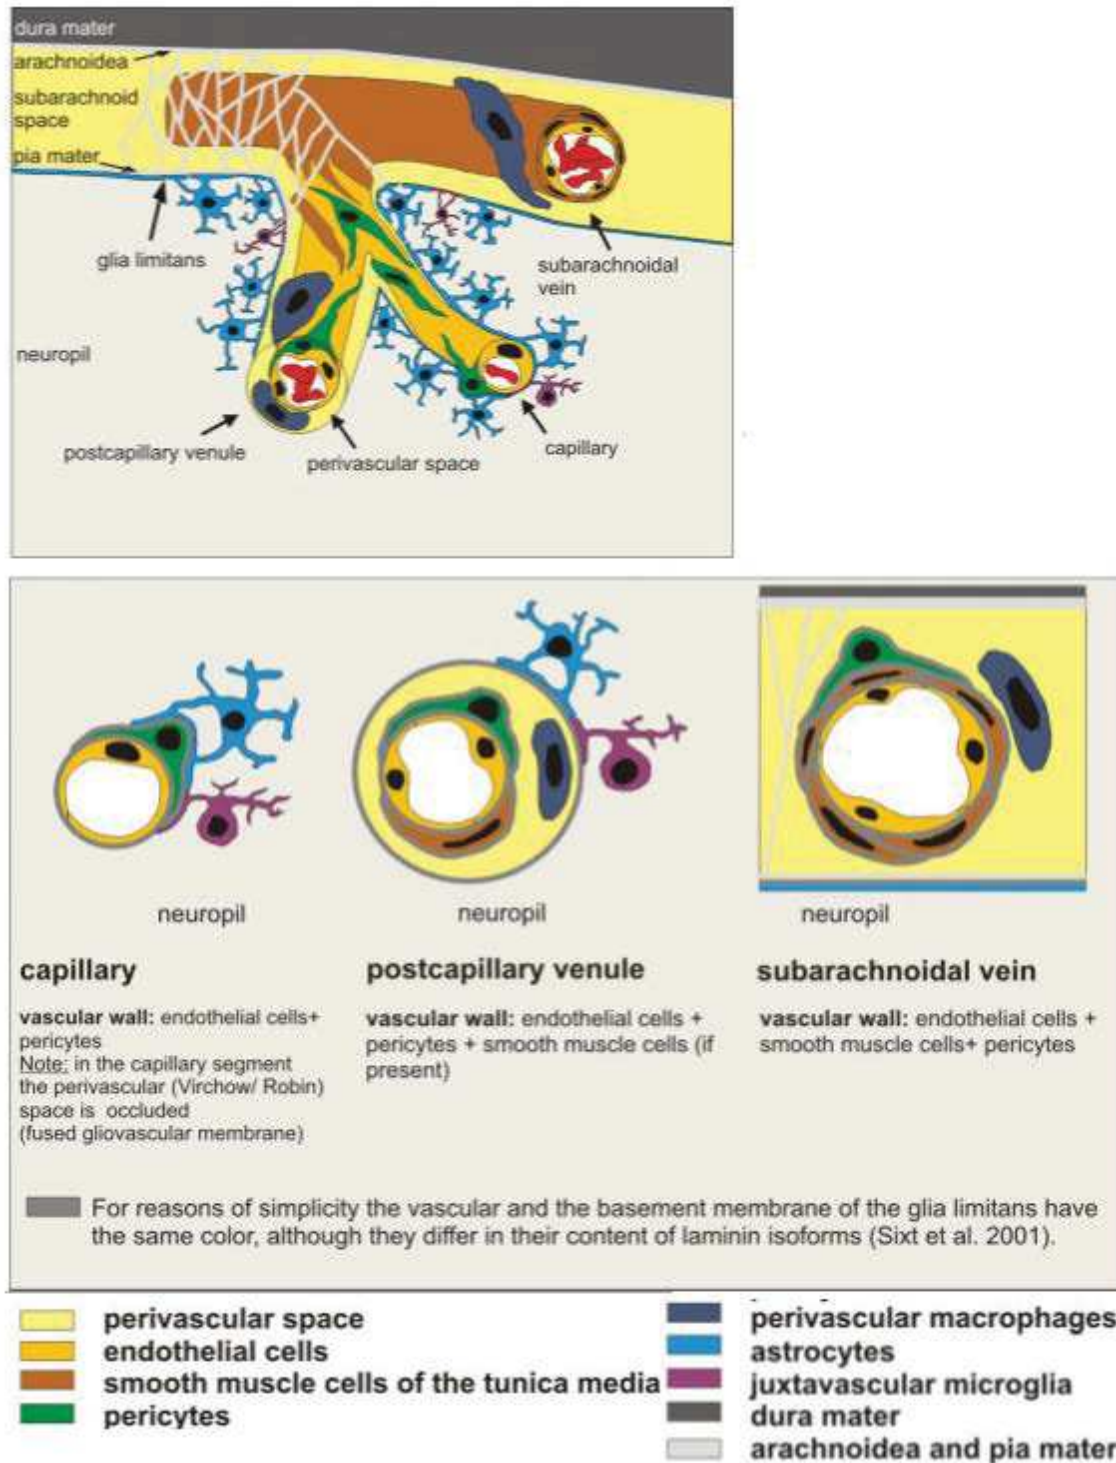 dura mater
arachnoidea
subarachnoid
space
pia mater
glia limitans
subarachnoidal
vein
neuropil
postcapillary venule
perivascular space
capillary
neuropil
neuropil
neuropil
capillary
vascular wall: endothelial cells+
pericytes
Note: in the capillary segment
the perivascular (Virchow/ Robin)
space is occluded
(fused gliovascular membrane)
postcapillary venule
vascular wall: endothelial cells +
pericytes + smooth muscle cells (if
present)
subarachnoidal vein
vascular wall: endothelial cells +
smooth muscle cells+ pericytes
For reasons of simplicity the vascular and the basement membrane of the glia limitans have
the same color, although they differ in their content of laminin isoforms (Sixt et al. 2001).
perivascular space
endothelial cells
smooth muscle cells of the tunica media
pericytes
perivascular macrophages
astrocytes
juxtavascular microglia
dura mater
arachnoidea and pia mater